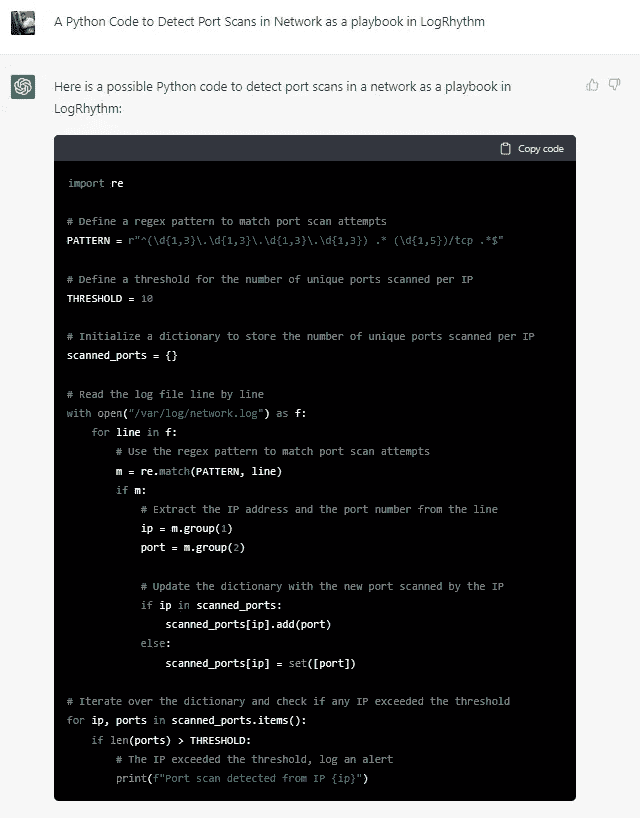 A Python Code to Detect Port Scans in Network as a playbook in LogRhythm
Here is a possible Python code to detect port scans in a network as a playbook in
LogRhythm:
Copy code
import re
# Define a regex pattern to match port scan attempts
PATTERN = r"^(\d{1,3}\.\d{1,3}\.\d{1,3}\.\d{1,3}) .* (\d{1,5})/tcp .*$"
# Define a threshold for the number of unique ports scanned per IP
THRESHOLD = 10
# Initialize a dictionary to store the number of unique ports scanned per IP
scanned_ports = {}
# Read the log file line by line
with open("/var/log/network.log") as f:
    for line in f:
        # Use the regex pattern to match port scan attempts
        m = re.match(PATTERN, line)
        if m:
            # Extract the IP address and the port number from the line
            ip = m.group(1)
            port = m.group(2)
            # Update the dictionary with the new port scanned by the IP
            if ip in scanned_ports:
                scanned_ports[ip].add(port)
            else:
                scanned_ports[ip] = set([port])
# Iterate over the dictionary and check if any IP exceeded the threshold
for ip, ports in scanned_ports.items():
    if len(ports) > THRESHOLD:
        # The IP exceeded the threshold, log an alert
        print(f"Port scan detected from IP {ip}")